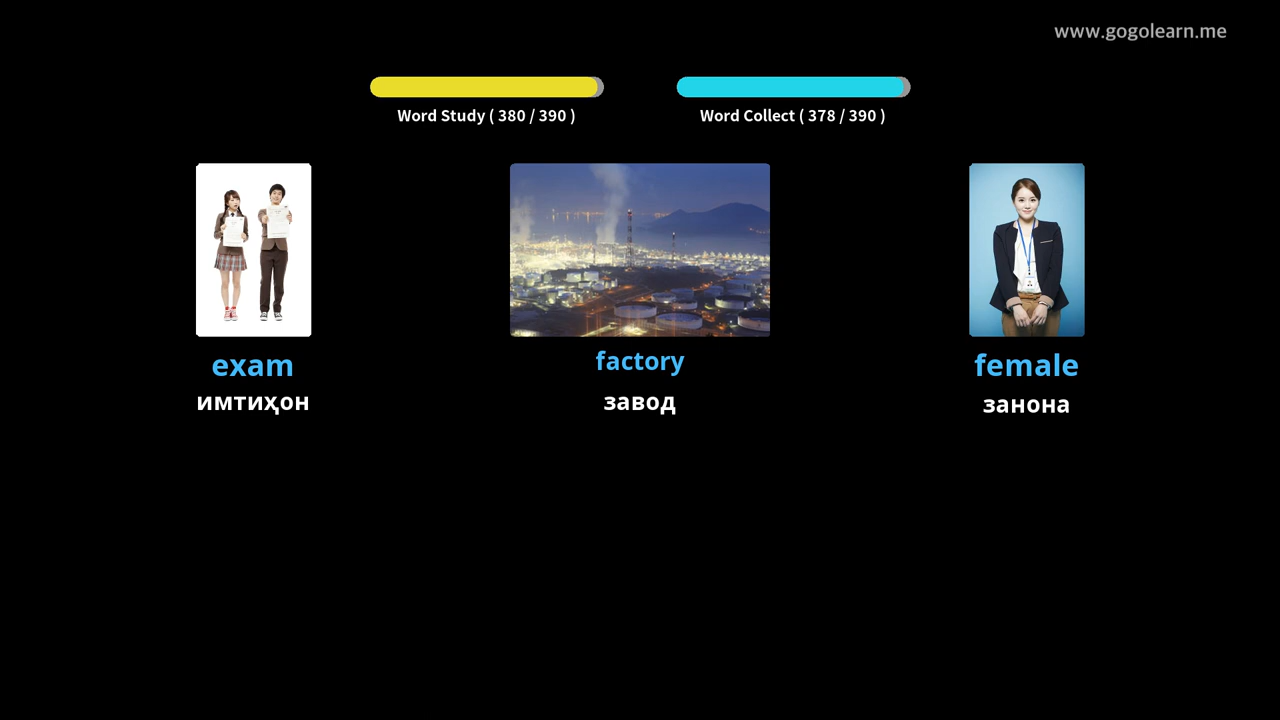 www.gogolearn.me
Word Study ( 380 / 390 )
Word Collect ( 378 / 390 )
exam
factory
female
имтиҳон
завод
занона